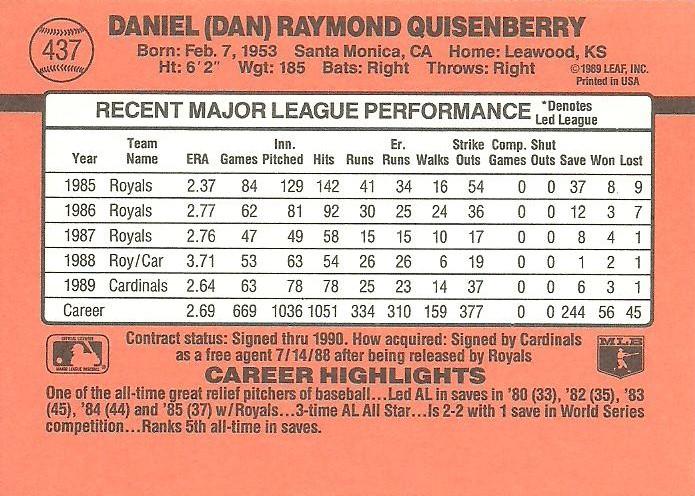 437
DANIEL (DAN) RAYMOND QUISENBERRY
Born: Feb. 7, 1953 Santa Monica, CA Home: Leawood, KS
Ht: 6'2" Wgt: 185 Bats: Right Throws: Right
©1989 LEAF, INC.
Printed in USA
RECENT MAJOR LEAGUE PERFORMANCE *Denotes
Led League
Team Inn. Er. Strike Comp. Shut
Year Name ERA Games Pitched Hits Runs Runs Walks Outs Games Outs Save Won Lost
1985 Royals 2.37 84 129 142 41 34 16 54 0 0 37 8 9
1986 Royals 2.77 62 81 92 30 25 24 36 0 0 12 3 7
1987 Royals 2.76 47 49 58 15 15 10 17 0 0 8 4 1
1988 Roy/Car 3.71 53 63 54 26 26 6 19 0 0 1 2 1
1989 Cardinals 2.64 63 78 78 25 23 14 37 0 0 6 3 1
Career 2.69 669 1036 1051 334 310 159 377 0 0 244 56 45
Contract status: Signed thru 1990. How acquired: Signed by Cardinals
as a free agent 7/14/88 after being released by Royals
OFFICIAL LICENSEE
MAJOR LEAGUE BASEBALL
MLB
CAREER HIGHLIGHTS
One of the all-time great relief pitchers of baseball...Led AL in saves in '80 (33), '82 (35), '83
(45), '84 (44) and '85 (37) w/Royals...3-time AL All Star...Is 2-2 with 1 save in World Series
competition...Ranks 5th all-time in saves.